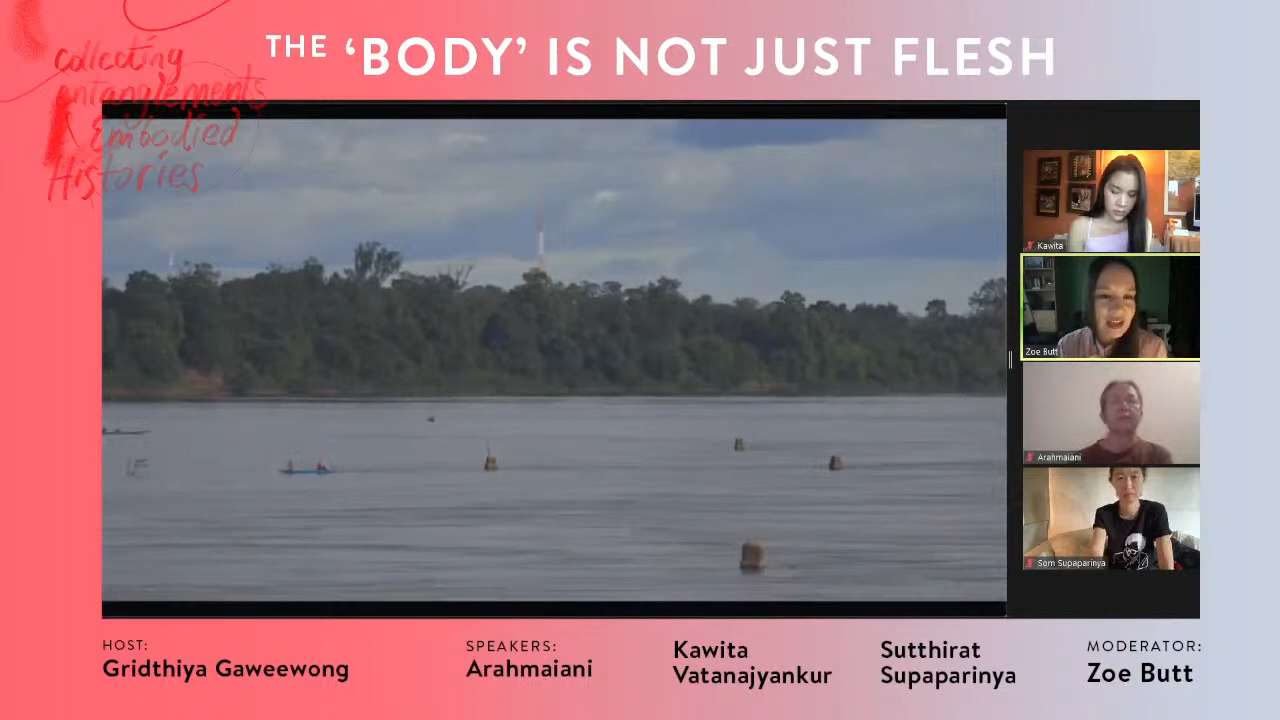 THE ‘BODY’ IS NOT JUST FLESH
collecting
entanglements
Embodied
Histories
Kawita
Zoe Butt
Arahmaiani
Som Supaparinya
HOST:
Gridthiya Gaweewong
SPEAKERS:
Arahmaiani
Kawita
Vatanajyankur
Sutthirat
Supaparinya
MODERATOR:
Zoe Butt